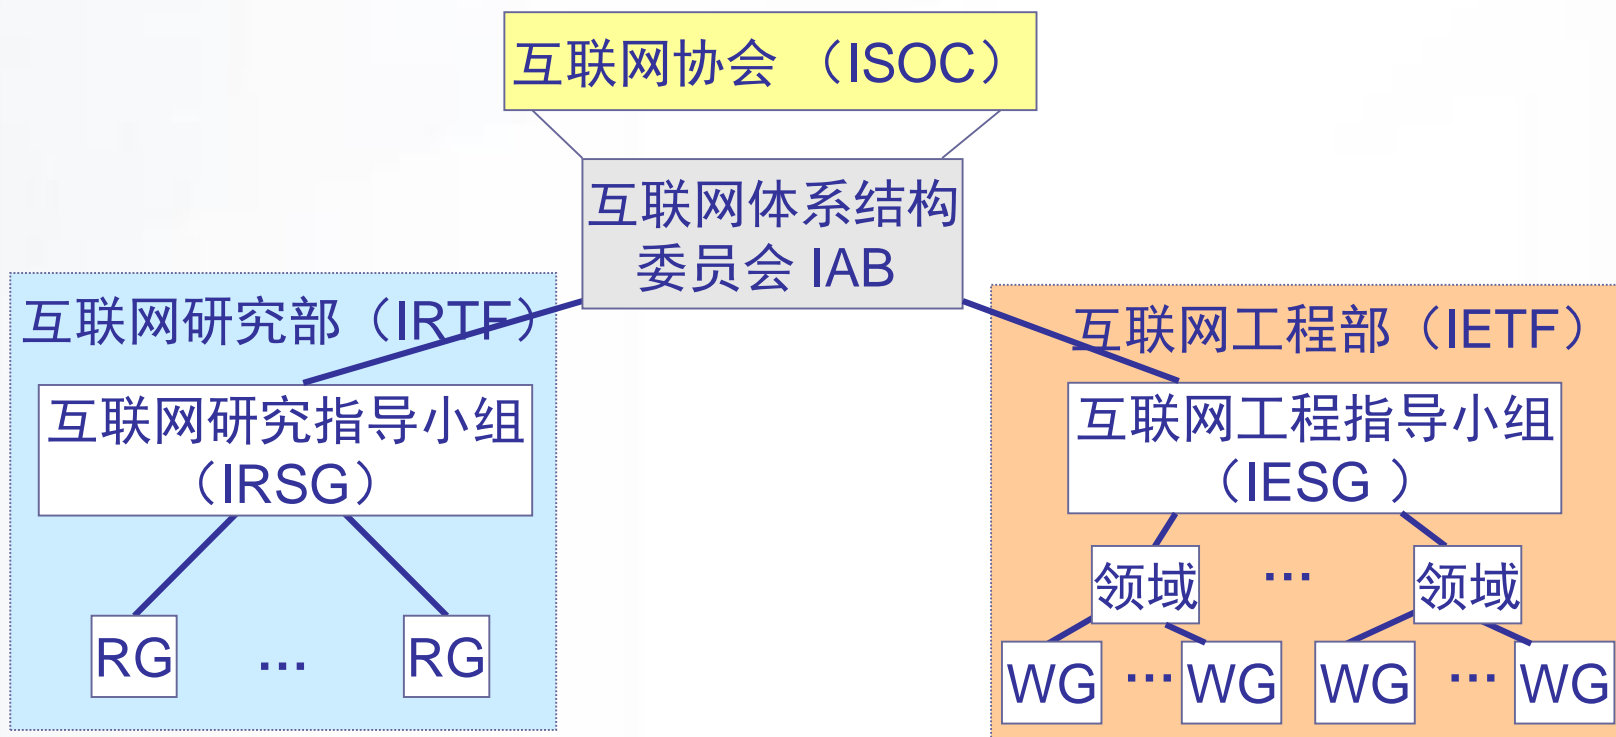 互联网协会 （ISOC）
互联网体系结构
委员会 IAB
互联网研究部（IRTF）
互联网研究指导小组
（IRSG）
RG … RG
互联网工程部（IETF）
互联网工程指导小组
（IESG ）
领域 … 领域
WG … WG WG … WG